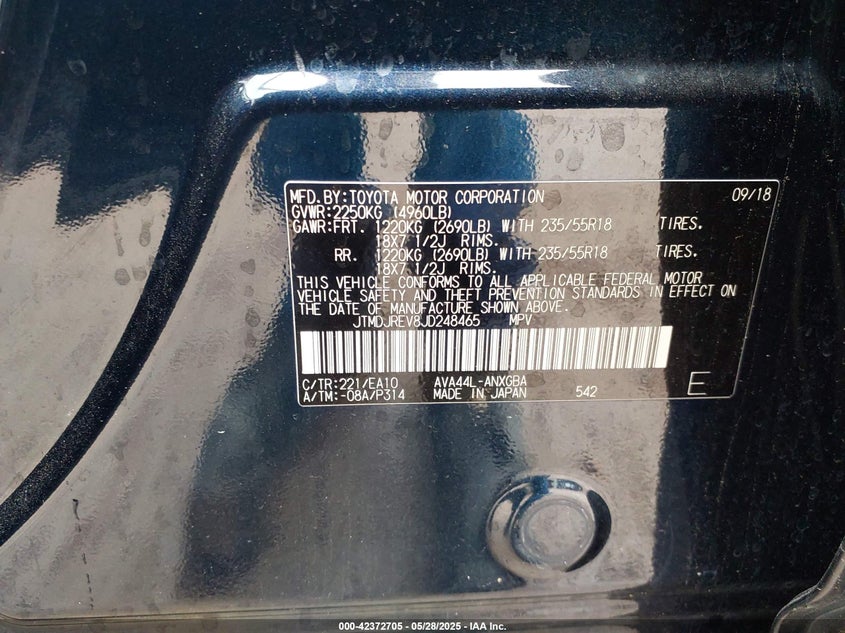 MFD. BY: TOYOTA MOTOR CORPORATION 09/18
GVWR: 2250KG (4960LB)
GAWR: FRT. 1220KG (2690LB) WITH 235/55R18 TIRES.
18X7 1/2J RIMS.
RR. 1220KG (2690LB) WITH 235/55R18 TIRES.
18X7 1/2J RIMS.
THIS VEHICLE CONFORMS TO ALL APPLICABLE FEDERAL MOTOR
VEHICLE SAFETY AND THEFT PREVENTION STANDARDS IN EFFECT ON
THE DATE OF MANUFACTURE SHOWN ABOVE.
JTMDJREV8JD248465 MPV
C/TR: 221/EA10 AVA44L-ANXGBA
A/TM: -08A/P314 MADE IN JAPAN 542 E
000-42372705 - 05/28/2025 - IAA Inc.